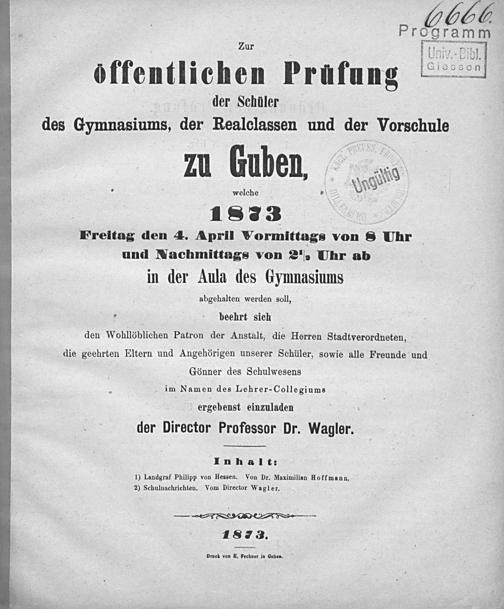 6666.
Programm
Univ.-Bibl.
Giessen
Zur
öffentlichen Prüfung
der Schüler
des Gymnasiums, der Realclassen und der Vorschule
zu Guben,
Ungültig
welche
1873
Freitag den 4. April Vormittags von 8 Uhr
und Nachmittags von 2½ Uhr ab
in der Aula des Gymnasiums
abgehalten werden soll,
beehrt sich
den Wohllöblichen Patron der Anstalt, die Herren Stadtverordneten,
die geehrten Eltern und Angehörigen unserer Schüler, sowie alle Freunde und
Gönner des Schulwesens
im Namen des Lehrer-Collegiums
ergebenst einzuladen
der Director Professor Dr. Wagler.
Inhalt:
1) Landgraf Philipp von Hessen. Von Dr. Maximilian Hoffmann.
2) Schulnachrichten. Vom Director Wagler.
1873.
Druck von E. Fechner in Guben.